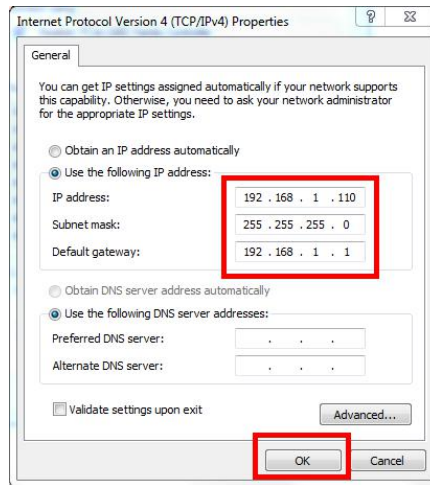 Internet Protocol Version 4 (TCP/IPv4) Properties
General
You can get IP settings assigned automatically if your network supports
this capability. Otherwise, you need to ask your network administrator
for the appropriate IP settings.
Obtain an IP address automatically
Use the following IP address:
IP address: 192 . 168 . 1 . 110
Subnet mask: 255 . 255 . 255 . 0
Default gateway: 192 . 168 . 1 . 1
Obtain DNS server address automatically
Use the following DNS server addresses:
Preferred DNS server: . . .
Alternate DNS server: . . .
Validate settings upon exit
Advanced...
OK Cancel